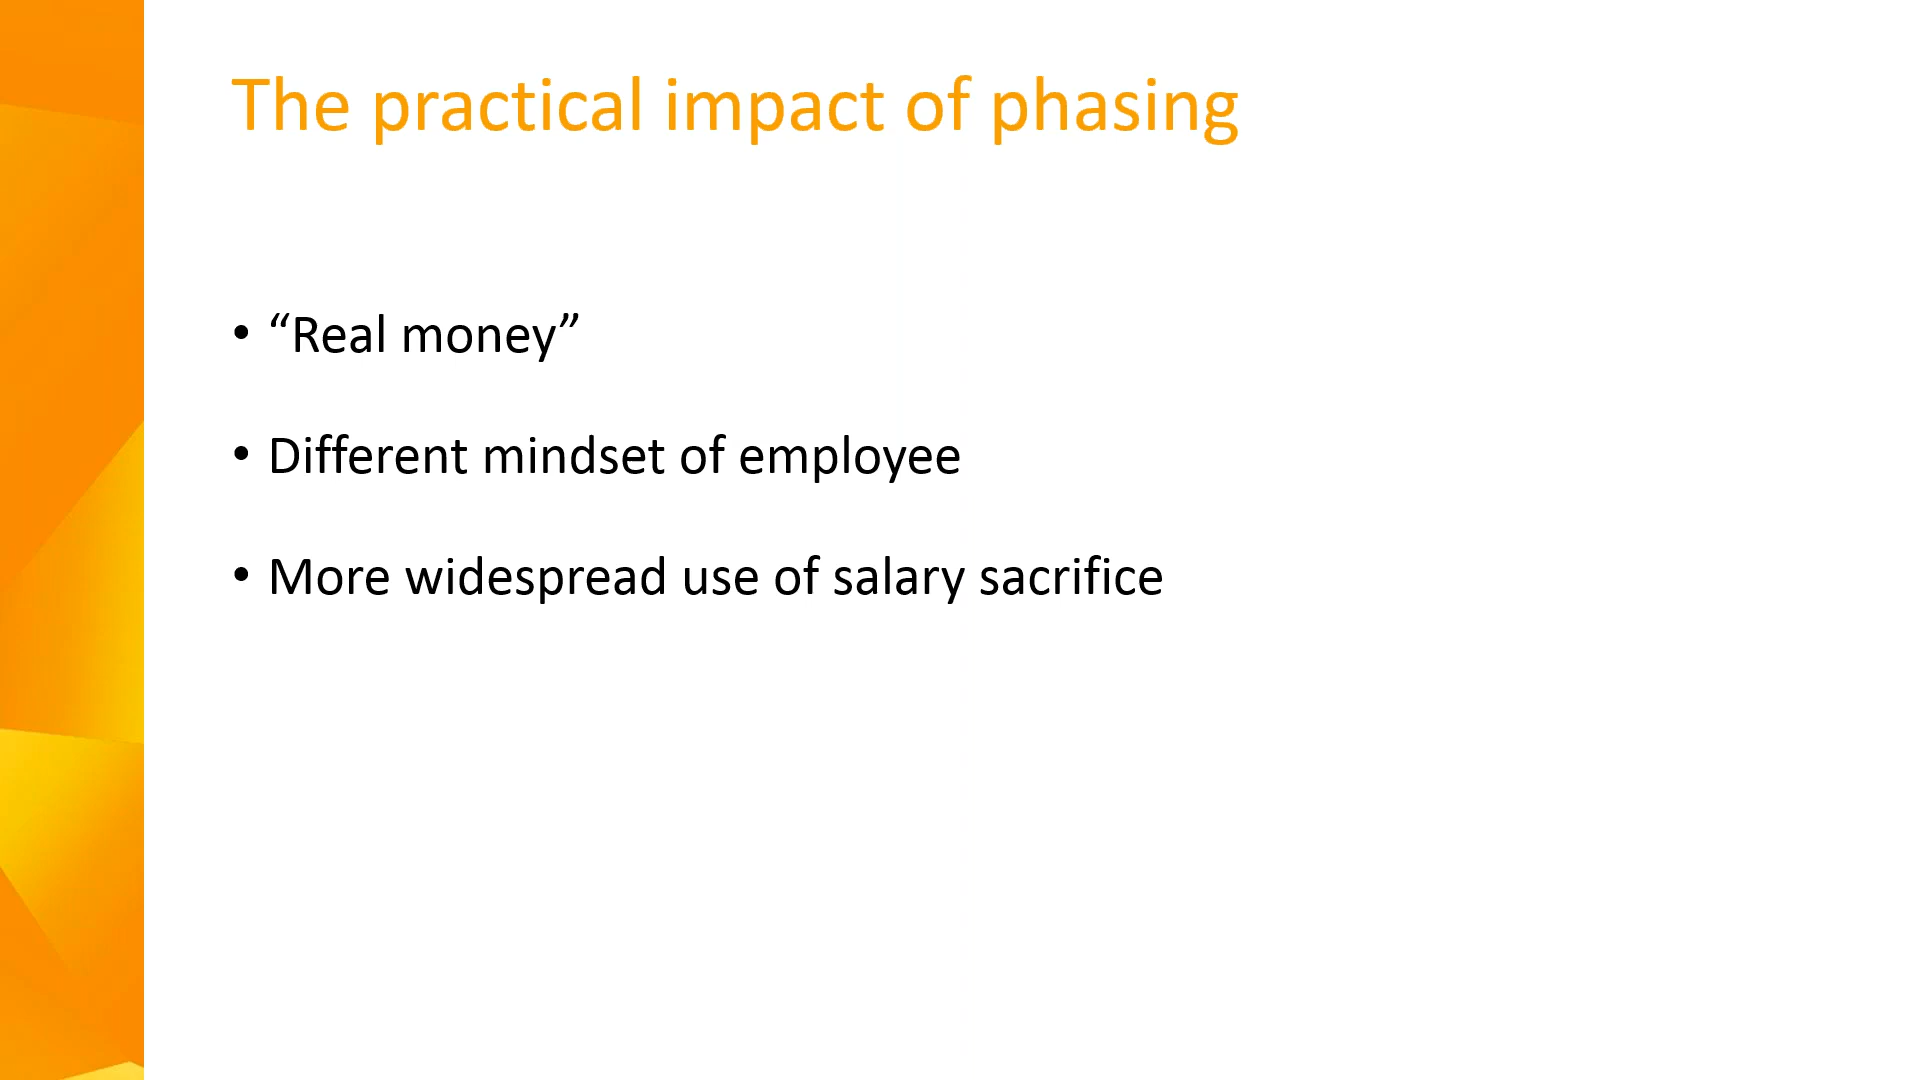 The practical impact of phasing
• “Real money”
• Different mindset of employee
• More widespread use of salary sacrifice